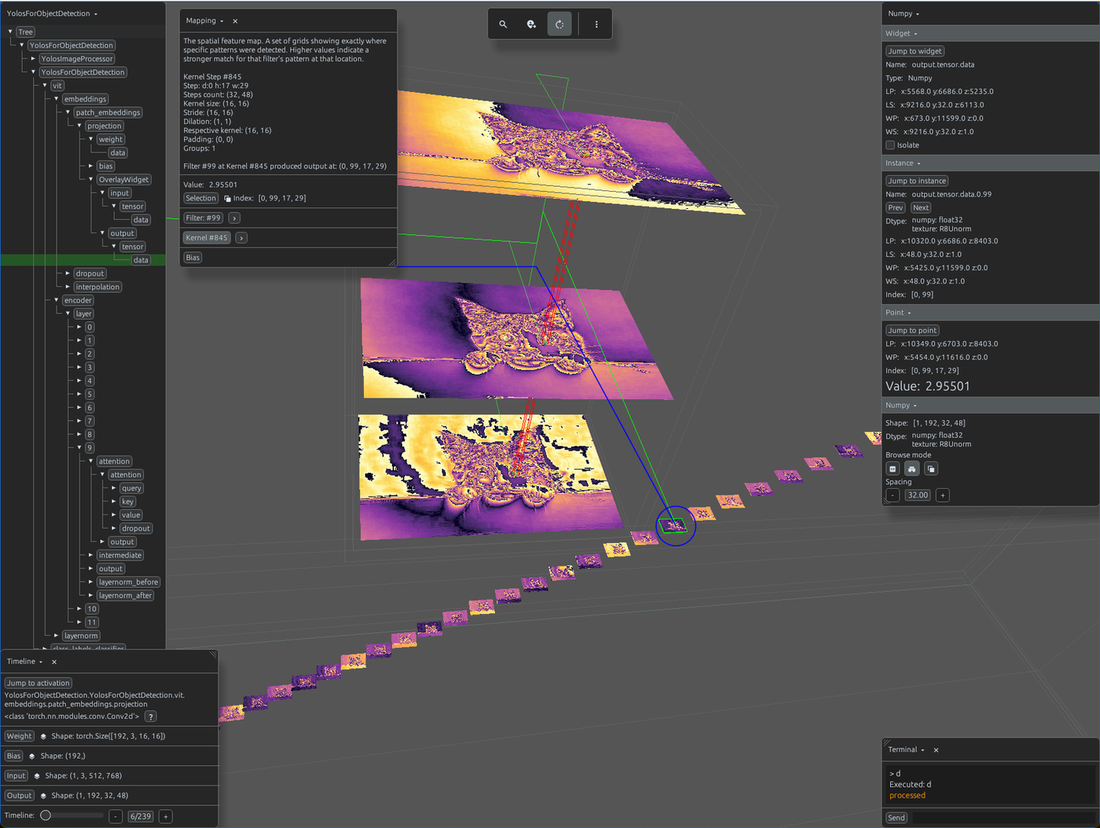 YolosForObjectDetection
Tree
YolosForObjectDetection
YolosImageProcessor
YolosForObjectDetection
vit
embeddings
patch_embeddings
projection
weight
data
bias
OverlayWidget
input
tensor
data
output
tensor
data
dropout
interpolation
encoder
layer
0
1
2
3
4
5
6
7
8
9
attention
attention
query
key
value
dropout
output
intermediate
output
layernorm_before
layernorm_after
10
11
layernorm
class_labels_classifier
Mapping
The spatial feature map. A set of grids showing exactly where
specific patterns were detected. Higher values indicate a
stronger match for that filter's pattern at that location.
Kernel Step #845
Step: d:0 h:17 w:29
Steps count: (32, 48)
Kernel size: (16, 16)
Stride: (16, 16)
Dilation: (1, 1)
Respective kernel: (16, 16)
Padding: (0, 0)
Groups: 1
Filter #99 at Kernel #845 produced output at: (0, 99, 17, 29)
Value: 2.95501
Selection Index: [0, 99, 17, 29]
Filter: #99
Kernel #845
Bias
Numpy
Widget
Jump to widget
Name: output.tensor.data
Type: Numpy
LP: x:5568.0 y:6686.0 z:5235.0
LS: x:9216.0 y:32.0 z:6113.0
WP: x:673.0 y:11599.0 z:0.0
WS: x:9216.0 y:32.0 z:1.0
Isolate
Instance
Jump to instance
Name: output.tensor.data.0.99
Prev Next
Dtype: numpy: float32
texture: R8Unorm
LP: x:10320.0 y:6686.0 z:8403.0
LS: x:48.0 y:32.0 z:1.0
WP: x:5425.0 y:11599.0 z:0.0
WS: x:48.0 y:32.0 z:1.0
Index: [0, 99]
Point
Jump to point
LP: x:10349.0 y:6703.0 z:8403.0
WP: x:5454.0 y:11616.0 z:0.0
Index: [0, 99, 17, 29]
Value: 2.95501
Numpy
Shape: [1, 192, 32, 48]
Dtype: numpy: float32
texture: R8Unorm
Browse mode
Spacing
- 32.00 +
Timeline
Jump to activation
YolosForObjectDetection.YolosForObjectDetection.vit.
embeddings.patch_embeddings.projection
<class 'torch.nn.modules.conv.Conv2d'> ?
Weight Shape: torch.Size([192, 3, 16, 16])
Bias Shape: (192,)
Input Shape: (1, 3, 512, 768)
Output Shape: (1, 192, 32, 48)
Timeline: - 6/239 +
Terminal
> d
Executed: d
processed
Send